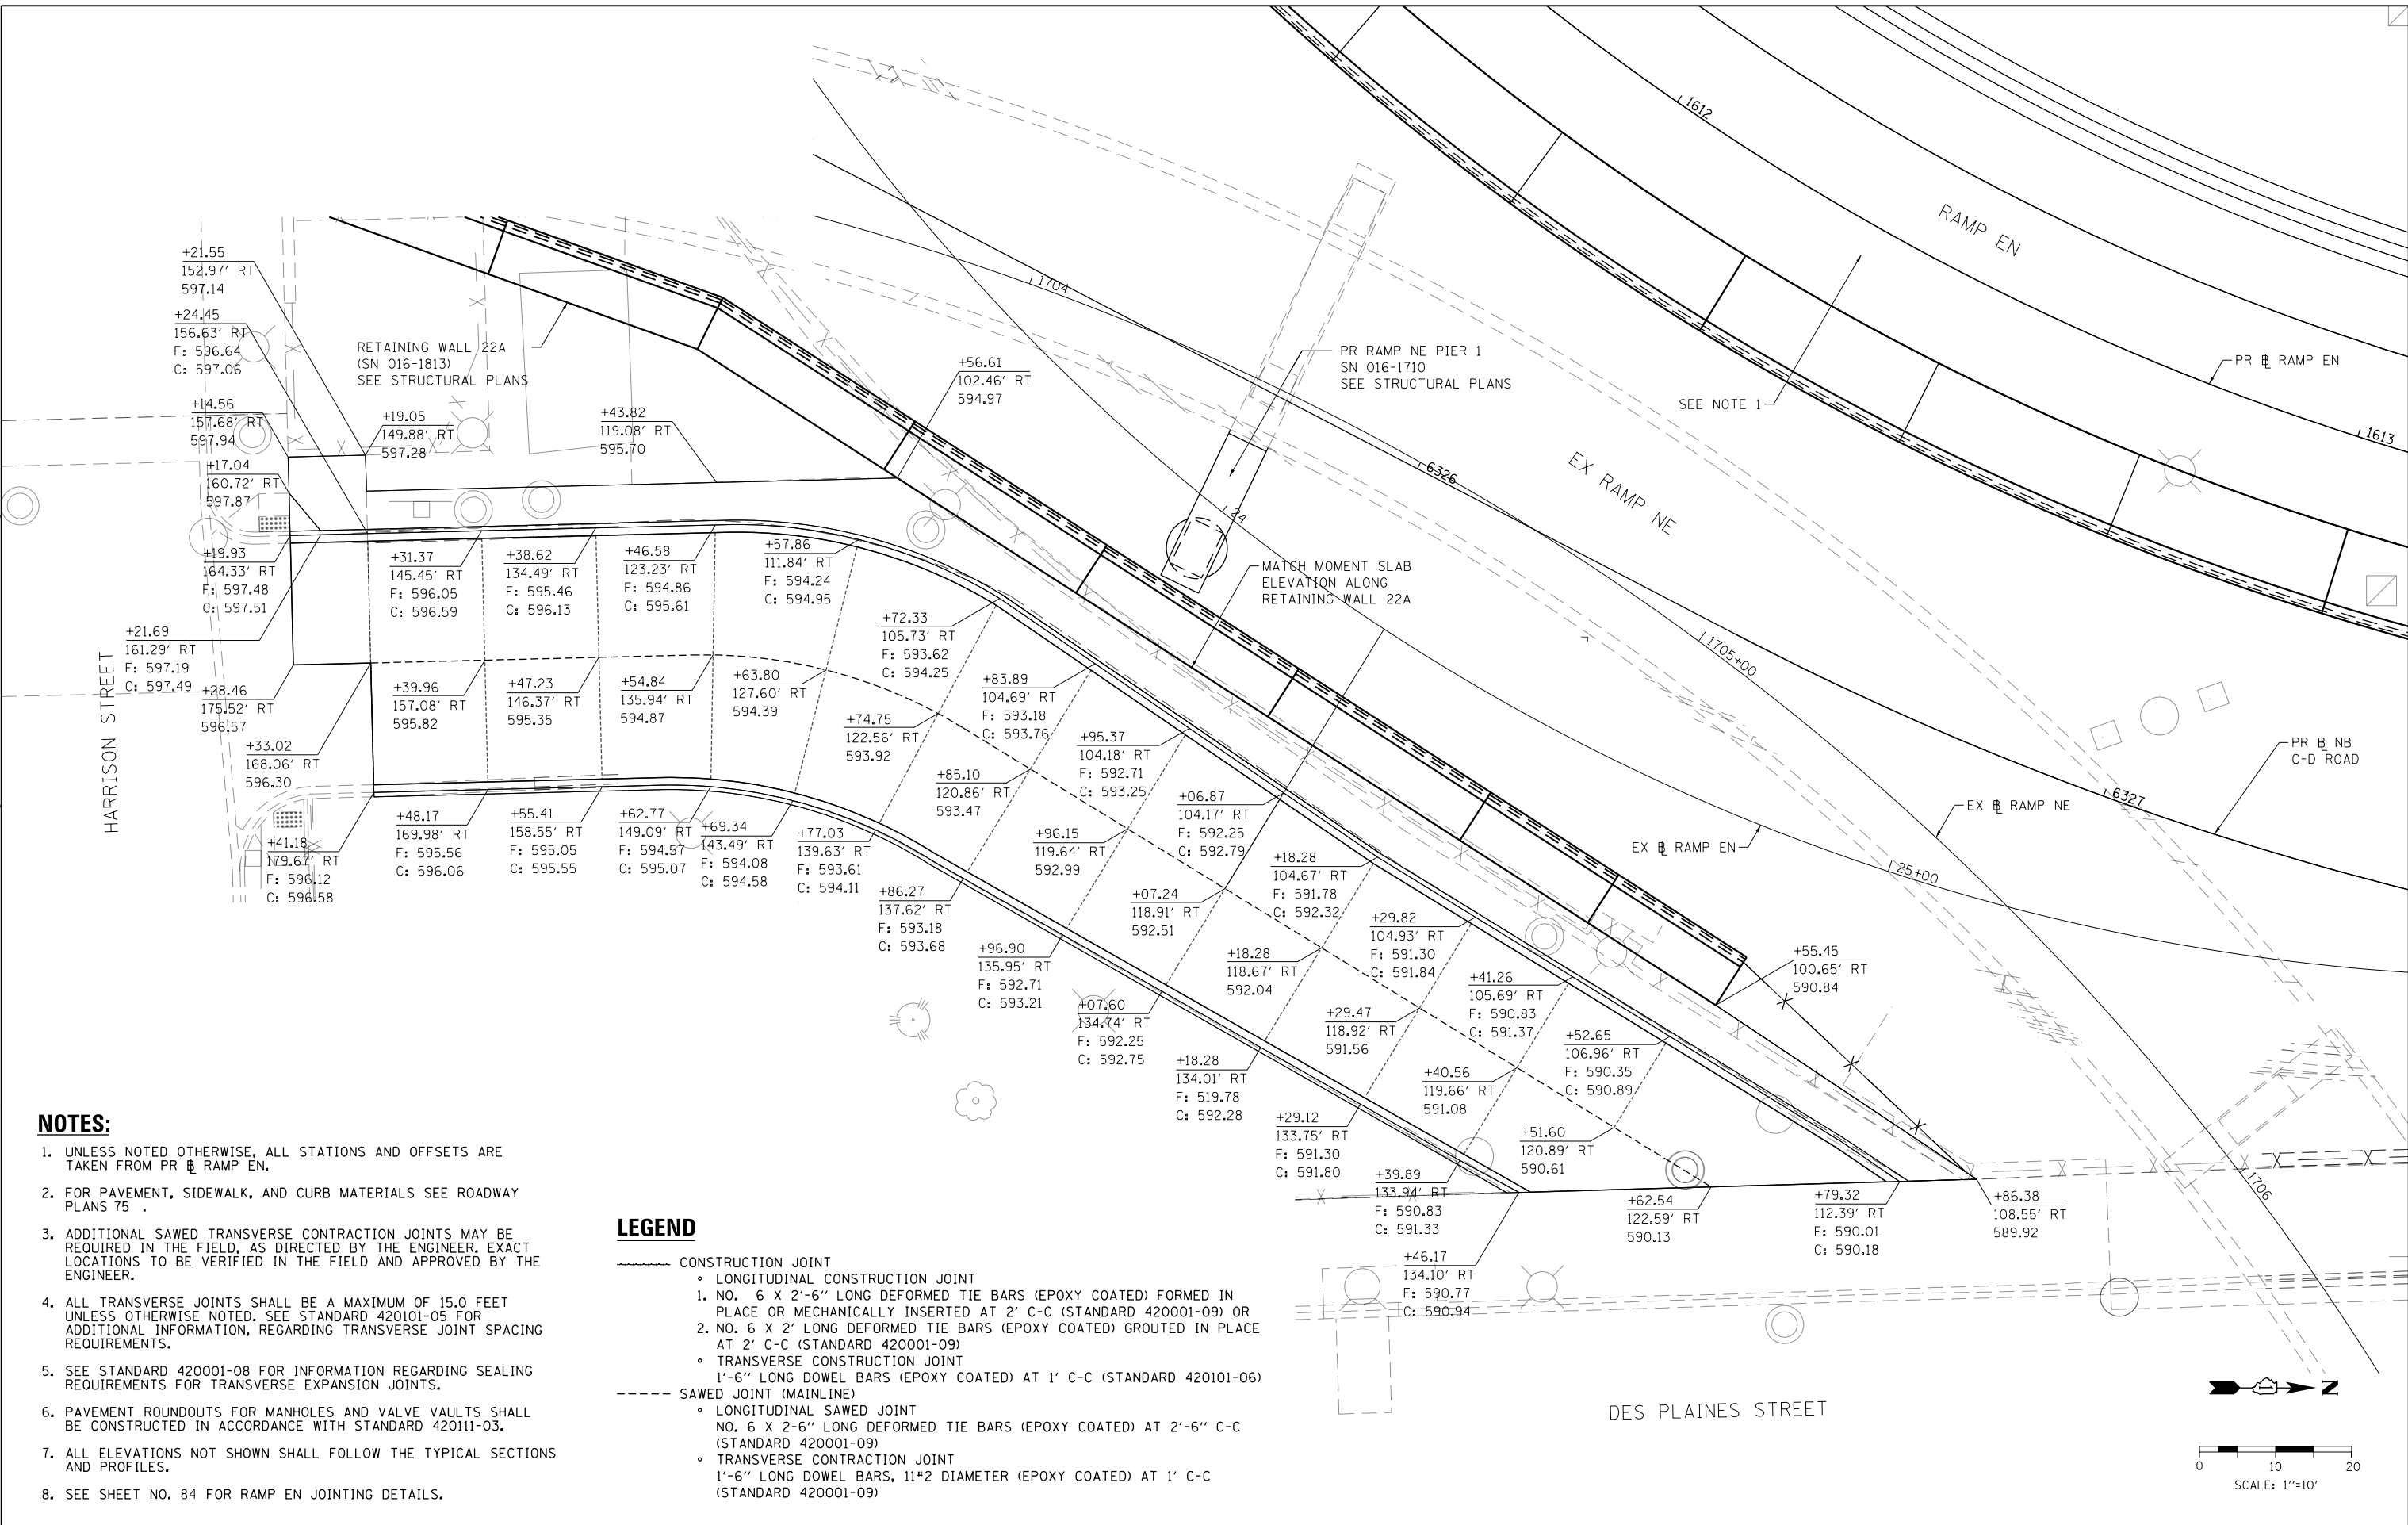 1612
RAMP EN
1704
+21.55
152.97' RT
597.14
+24.45
156.63' RT
F: 596.64
C: 597.06
RETAINING WALL 22A
(SN 016-1813)
SEE STRUCTURAL PLANS
+56.61
102.46' RT
594.97
PR RAMP NE PIER 1
SN 016-1710
SEE STRUCTURAL PLANS
PR ℄ RAMP EN
SEE NOTE 1
1613
+14.56
157.68' RT
597.94
+19.05
149.88' RT
597.28
+43.82
119.08' RT
595.70
+17.04
160.72' RT
597.87
6326
EX RAMP NE
24
+19.93
164.33' RT
F: 597.48
C: 597.51
+31.37
145.45' RT
F: 596.05
C: 596.59
+38.62
134.49' RT
F: 595.46
C: 596.13
+46.58
123.23' RT
F: 594.86
C: 595.61
+57.86
111.84' RT
F: 594.24
C: 594.95
MATCH MOMENT SLAB
ELEVATION ALONG
RETAINING WALL 22A
+21.69
161.29' RT
F: 597.19
C: 597.49
+72.33
105.73' RT
F: 593.62
C: 594.25
1705+00
HARRISON STREET
+28.46
175.52' RT
596.57
+39.96
157.08' RT
595.82
+47.23
146.37' RT
595.35
+54.84
135.94' RT
594.87
+63.80
127.60' RT
594.39
+83.89
104.69' RT
F: 593.18
C: 593.76
+33.02
168.06' RT
596.30
+74.75
122.56' RT
593.92
+95.37
104.18' RT
F: 592.71
C: 593.25
PR ℄ NB
C-D ROAD
+85.10
120.86' RT
593.47
+06.87
104.17' RT
F: 592.25
C: 592.79
6327
EX ℄ RAMP NE
EX ℄ RAMP EN
25+00
+41.18
179.67' RT
F: 596.12
C: 596.58
+48.17
169.98' RT
F: 595.56
C: 596.06
+55.41
158.55' RT
F: 595.05
C: 595.55
+62.77
149.09' RT
F: 594.57
C: 595.07
+69.34
143.49' RT
F: 594.08
C: 594.58
+77.03
139.63' RT
F: 593.61
C: 594.11
+96.15
119.64' RT
592.99
+18.28
104.67' RT
F: 591.78
C: 592.32
+86.27
137.62' RT
F: 593.18
C: 593.68
+07.24
118.91' RT
592.51
+29.82
104.93' RT
F: 591.30
C: 591.84
+96.90
135.95' RT
F: 592.71
C: 593.21
+18.28
118.67' RT
592.04
+55.45
100.65' RT
590.84
+41.26
105.69' RT
F: 590.83
C: 591.37
+07.60
134.74' RT
F: 592.25
C: 592.75
+29.47
118.92' RT
591.56
+52.65
106.96' RT
F: 590.35
C: 590.89
+18.28
134.01' RT
F: 519.78
C: 592.28
+40.56
119.66' RT
591.08
+29.12
133.75' RT
F: 591.30
C: 591.80
+51.60
120.89' RT
590.61
+39.89
133.94' RT
F: 590.83
C: 591.33
+62.54
122.59' RT
590.13
+79.32
112.39' RT
F: 590.01
C: 590.18
+86.38
108.55' RT
589.92
1706
+46.17
134.10' RT
F: 590.77
C: 590.94
DES PLAINES STREET
N
0 10 20
SCALE: 1"=10'
NOTES:
1. UNLESS NOTED OTHERWISE, ALL STATIONS AND OFFSETS ARE
TAKEN FROM PR ℄ RAMP EN.
2. FOR PAVEMENT, SIDEWALK, AND CURB MATERIALS SEE ROADWAY
PLANS 75 .
3. ADDITIONAL SAWED TRANSVERSE CONTRACTION JOINTS MAY BE
REQUIRED IN THE FIELD, AS DIRECTED BY THE ENGINEER. EXACT
LOCATIONS TO BE VERIFIED IN THE FIELD AND APPROVED BY THE
ENGINEER.
4. ALL TRANSVERSE JOINTS SHALL BE A MAXIMUM OF 15.0 FEET
UNLESS OTHERWISE NOTED. SEE STANDARD 420101-05 FOR
ADDITIONAL INFORMATION, REGARDING TRANSVERSE JOINT SPACING
REQUIREMENTS.
5. SEE STANDARD 420001-08 FOR INFORMATION REGARDING SEALING
REQUIREMENTS FOR TRANSVERSE EXPANSION JOINTS.
6. PAVEMENT ROUNDOUTS FOR MANHOLES AND VALVE VAULTS SHALL
BE CONSTRUCTED IN ACCORDANCE WITH STANDARD 420111-03.
7. ALL ELEVATIONS NOT SHOWN SHALL FOLLOW THE TYPICAL SECTIONS
AND PROFILES.
8. SEE SHEET NO. 84 FOR RAMP EN JOINTING DETAILS.
LEGEND
CONSTRUCTION JOINT
° LONGITUDINAL CONSTRUCTION JOINT
1. NO. 6 X 2'-6" LONG DEFORMED TIE BARS (EPOXY COATED) FORMED IN
PLACE OR MECHANICALLY INSERTED AT 2' C-C (STANDARD 420001-09) OR
2. NO. 6 X 2' LONG DEFORMED TIE BARS (EPOXY COATED) GROUTED IN PLACE
AT 2' C-C (STANDARD 420001-09)
° TRANSVERSE CONSTRUCTION JOINT
1'-6" LONG DOWEL BARS (EPOXY COATED) AT 1' C-C (STANDARD 420101-06)
SAWED JOINT (MAINLINE)
° LONGITUDINAL SAWED JOINT
NO. 6 X 2-6" LONG DEFORMED TIE BARS (EPOXY COATED) AT 2'-6" C-C
(STANDARD 420001-09)
° TRANSVERSE CONTRACTION JOINT
1'-6" LONG DOWEL BARS, 11#2 DIAMETER (EPOXY COATED) AT 1' C-C
(STANDARD 420001-09)